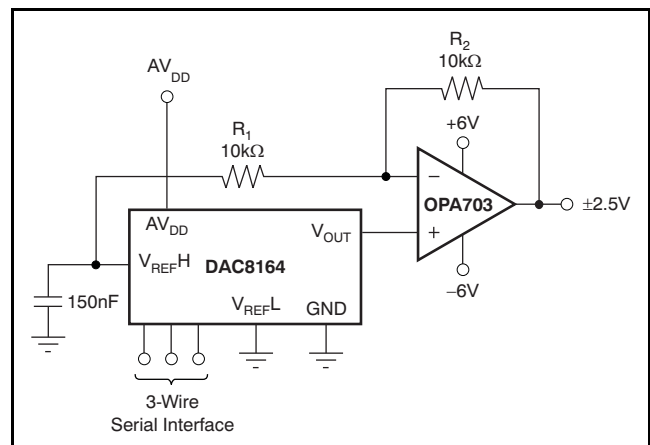 R2
10kΩ
AVDD
+6V
R1
10kΩ
−
OPA703
±2.5V
AVDD
VOUT
+
VREFH
DAC8164
−6V
150nF
VREFL
GND
3-Wire
Serial Interface